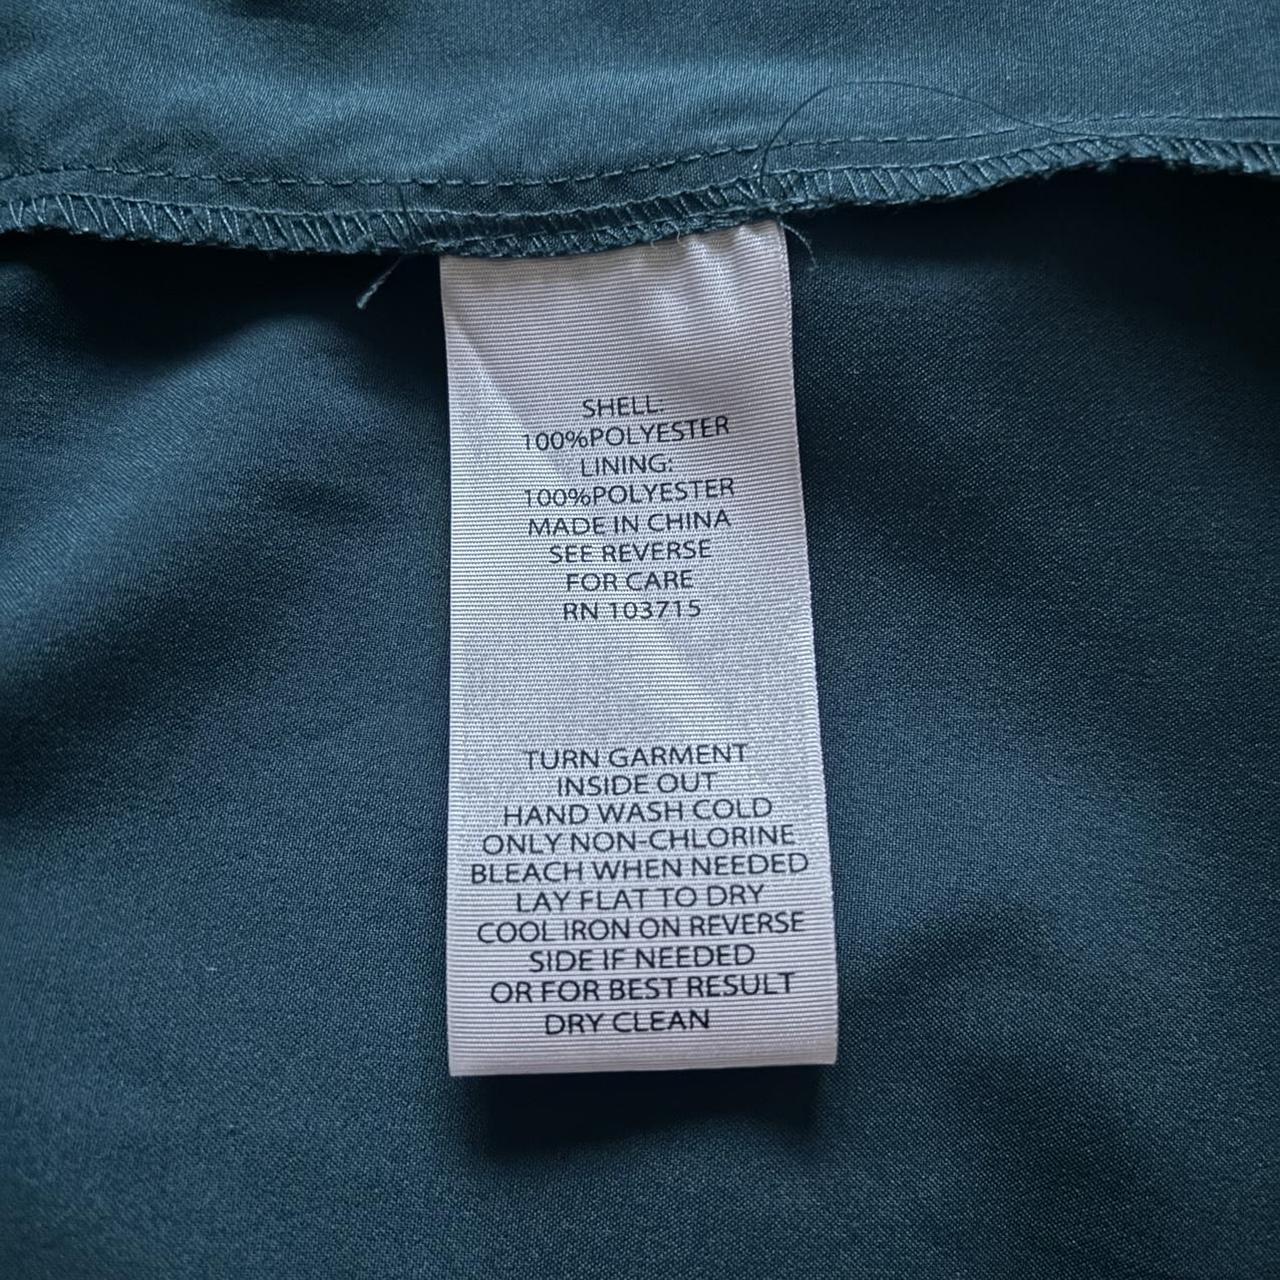 SHELL:
100%POLYESTER
LINING:
100%POLYESTER
MADE IN CHINA
SEE REVERSE
FOR CARE
RN 103715
TURN GARMENT
INSIDE OUT
HAND WASH COLD
ONLY NON-CHLORINE
BLEACH WHEN NEEDED
LAY FLAT TO DRY
COOL IRON ON REVERSE
SIDE IF NEEDED
OR FOR BEST RESULT
DRY CLEAN